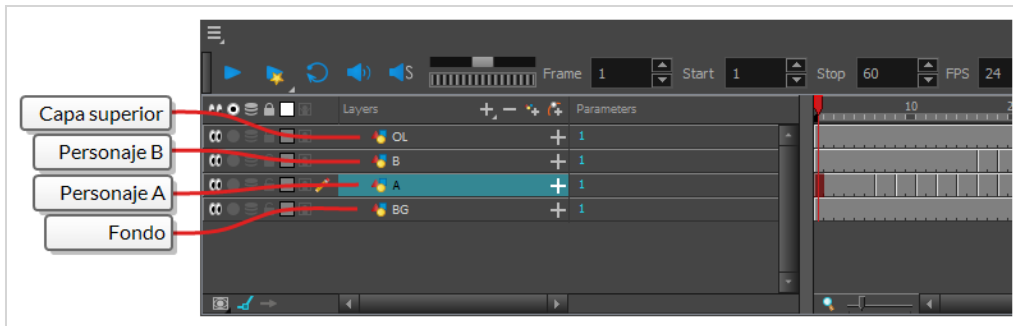 S Frame 1 Start 1 Stop 60 FPS 24
Layers Parameters 10 2
Capa superior OL 1
Personaje B B 1
Personaje A A 1
Fondo BG 1